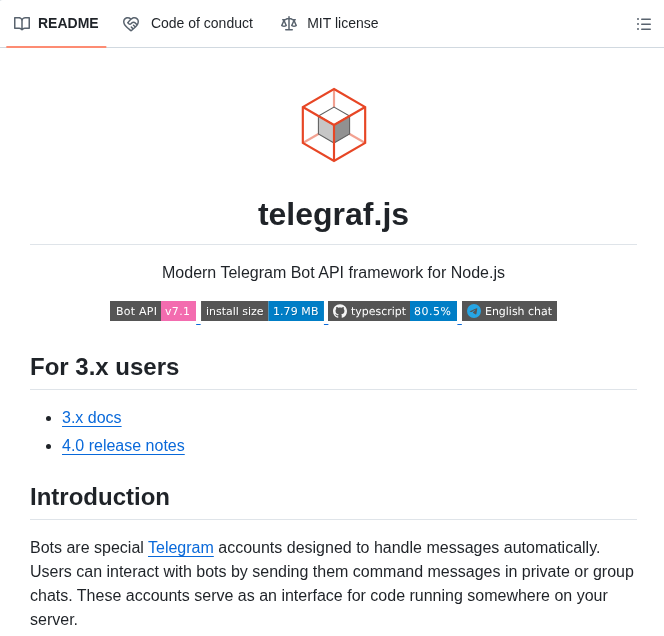 README Code of conduct MIT license
telegraf.js
Modern Telegram Bot API framework for Node.js
Bot API v7.1 install size 1.79 MB typescript 80.5% English chat
For 3.x users
3.x docs
4.0 release notes
Introduction
Bots are special Telegram accounts designed to handle messages automatically.
Users can interact with bots by sending them command messages in private or group
chats. These accounts serve as an interface for code running somewhere on your
server.